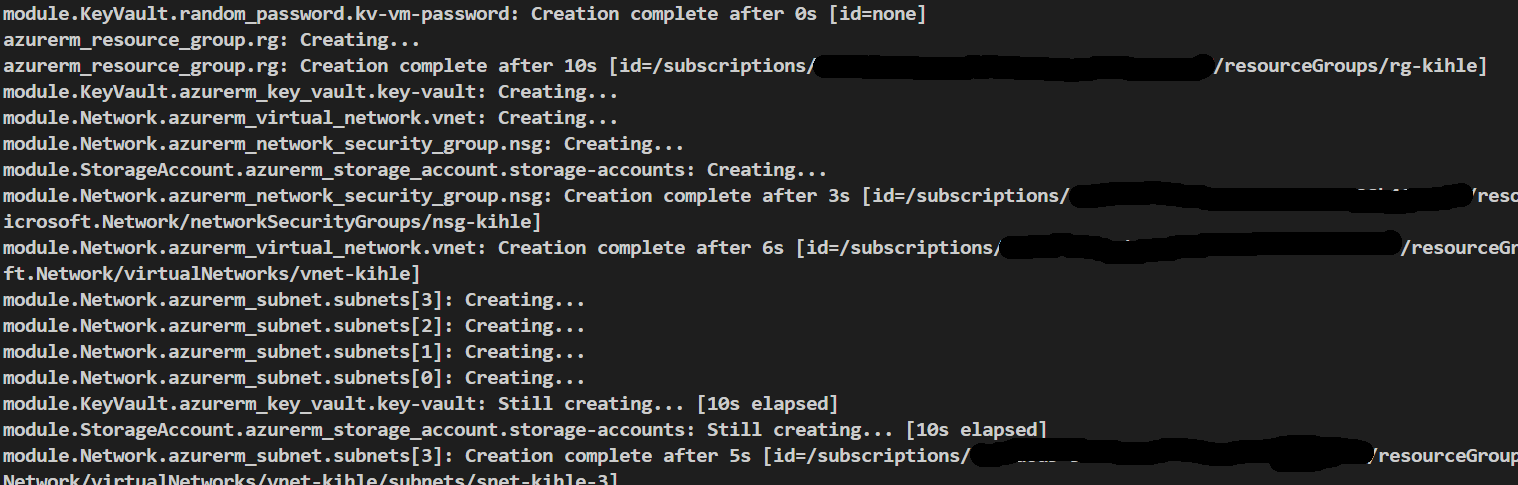 module.KeyVault.random_password.kv-vm-password: Creation complete after 0s [id=none]
azurerm_resource_group.rg: Creating...
azurerm_resource_group.rg: Creation complete after 10s [id=/subscriptions/ /resourceGroups/rg-kihle]
module.KeyVault.azurerm_key_vault.key-vault: Creating...
module.Network.azurerm_virtual_network.vnet: Creating...
module.Network.azurerm_network_security_group.nsg: Creating...
module.StorageAccount.azurerm_storage_account.storage-accounts: Creating...
module.Network.azurerm_network_security_group.nsg: Creation complete after 3s [id=/subscriptions/ /reso
icrosoft.Network/networkSecurityGroups/nsg-kihle]
module.Network.azurerm_virtual_network.vnet: Creation complete after 6s [id=/subscriptions/ /resourceGr
ft.Network/virtualNetworks/vnet-kihle]
module.Network.azurerm_subnet.subnets[3]: Creating...
module.Network.azurerm_subnet.subnets[2]: Creating...
module.Network.azurerm_subnet.subnets[1]: Creating...
module.Network.azurerm_subnet.subnets[0]: Creating...
module.KeyVault.azurerm_key_vault.key-vault: Still creating... [10s elapsed]
module.StorageAccount.azurerm_storage_account.storage-accounts: Still creating... [10s elapsed]
module.Network.azurerm_subnet.subnets[3]: Creation complete after 5s [id=/subscriptions/ /resourceGroup
Network/virtualNetworks/vnet-kihle/subnets/snet-kihle-3]